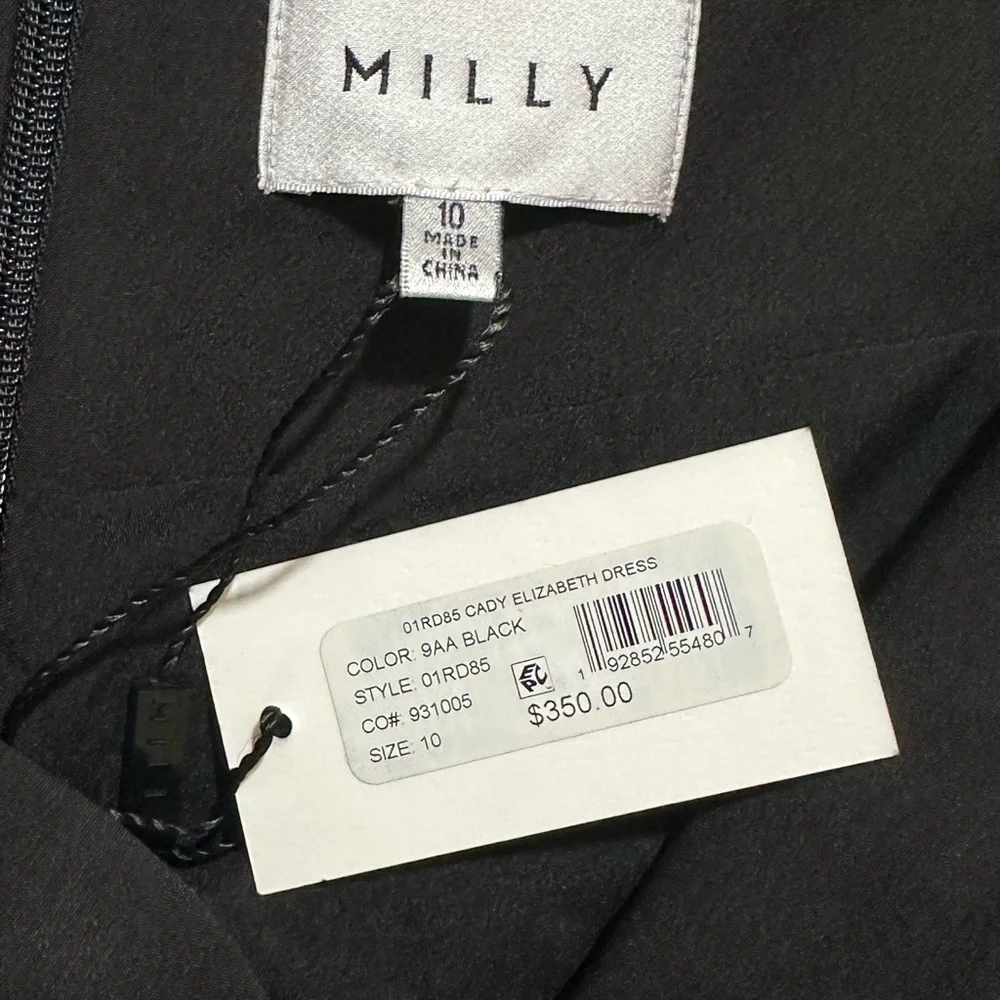 MILLY
10
MADE
IN
CHINA
01RD85 CADY ELIZABETH DRESS
COLOR: 9AA BLACK
STYLE: 01RD85
CO#: 931005
SIZE: 10
EPC
$350.00
1 92852 55480 7